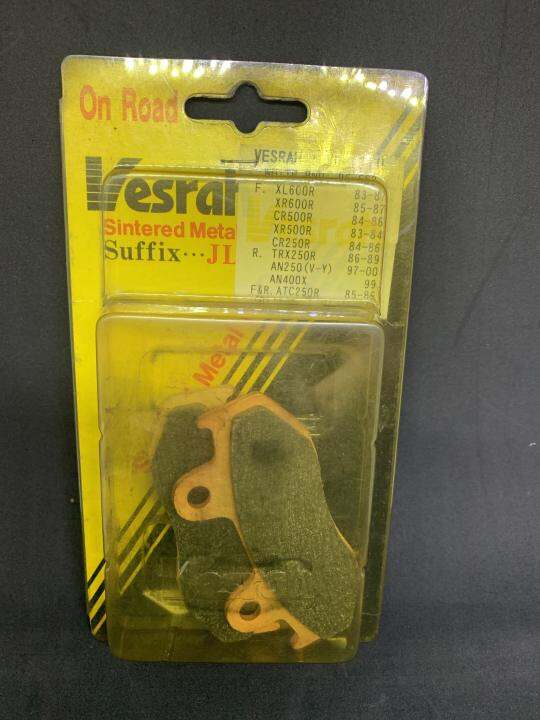 On Road
Vesrah
Sintered Meta
Suffix…JL
VESRAH
F. XL600R 83-87
XR600R 85-87
CR500R 84-86
XR500R 83-84
CR250R 84-86
R. TRX250R 86-89
AN250(V-Y) 97-00
AN400X 99
F&R. ATC250R 85-86
Metal